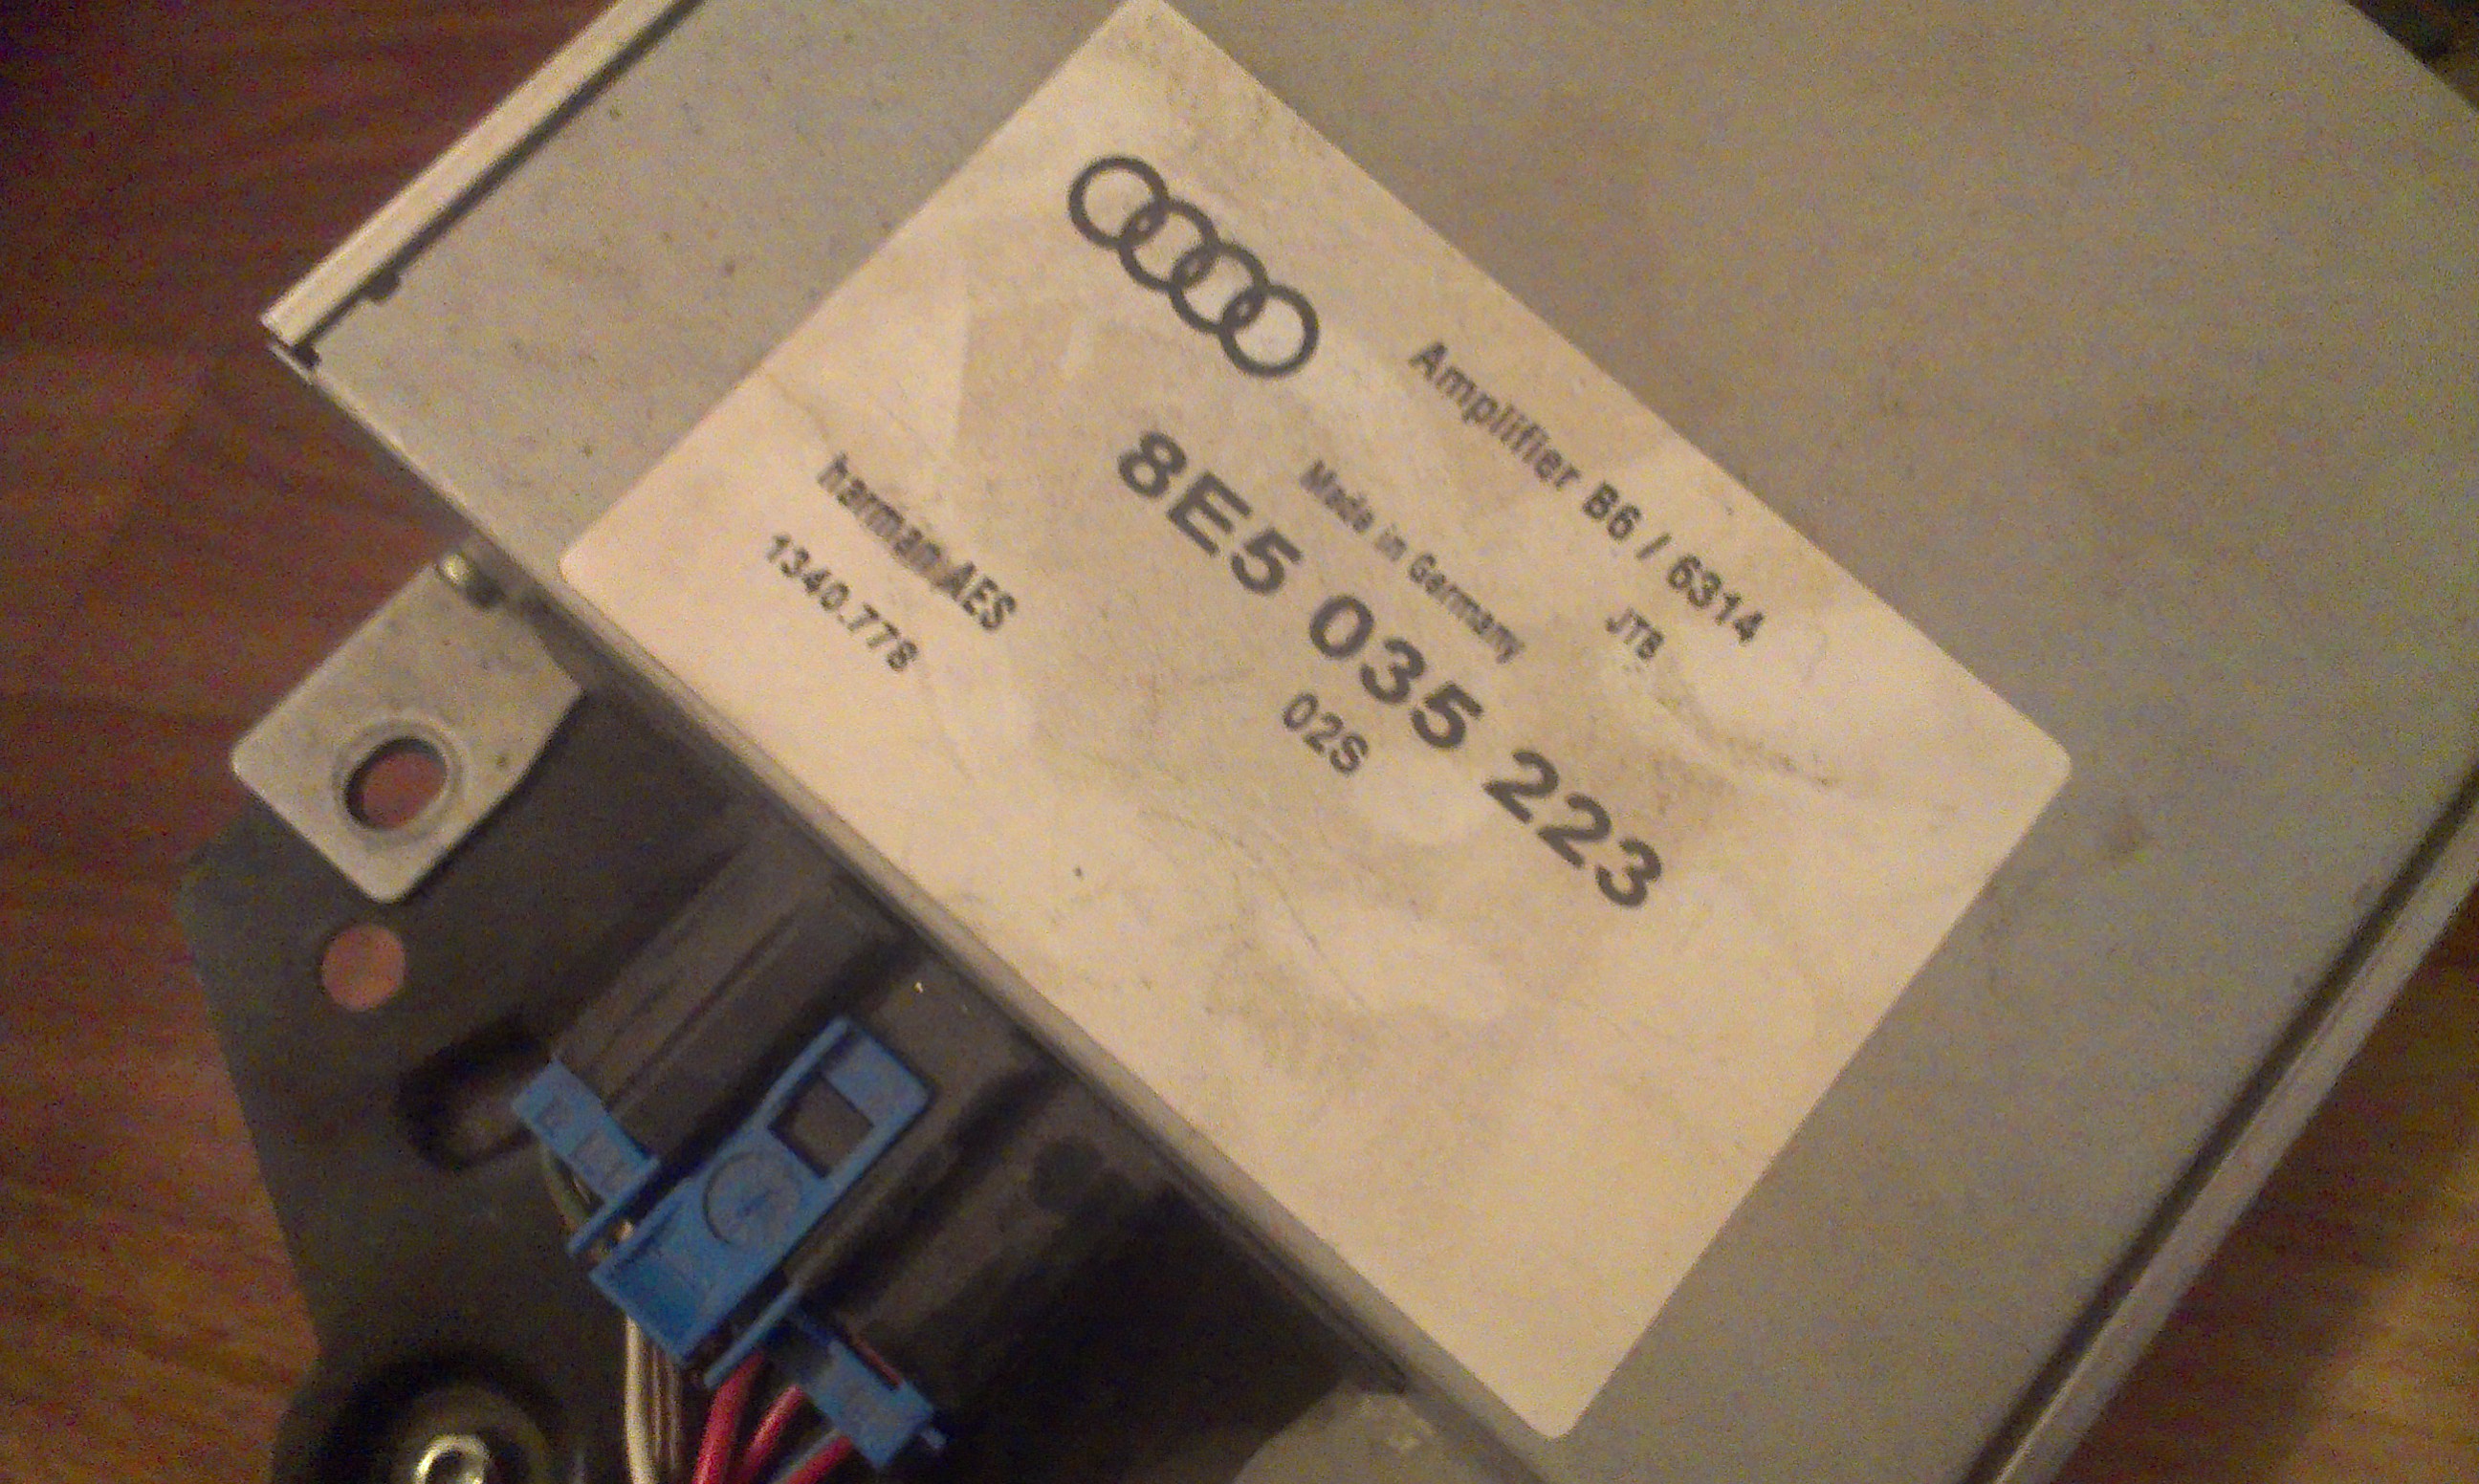 Amplifier B6 / 6314
JTB
Made in Germany
8E5 035 223
02S
harman AES
1340.778